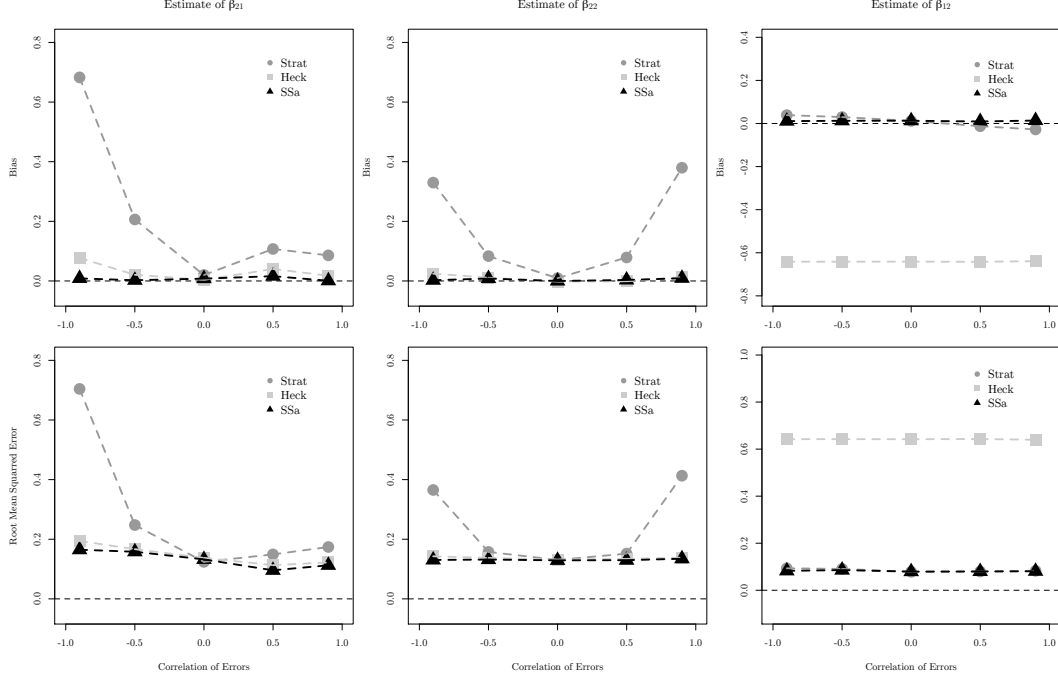 Estimate of β21
Estimate of β22
Estimate of β12
Bias
0.8
0.6
0.4
0.2
0.0
Strat
Heck
SSa
-1.0 -0.5 0.0 0.5 1.0
Bias
0.8
0.6
0.4
0.2
0.0
Strat
Heck
SSa
-1.0 -0.5 0.0 0.5 1.0
Bias
0.4
0.2
0.0
-0.2
-0.4
-0.6
-0.8
Strat
Heck
SSa
-1.0 -0.5 0.0 0.5 1.0
Root Mean Squarred Error
0.8
0.6
0.4
0.2
0.0
Strat
Heck
SSa
-1.0 -0.5 0.0 0.5 1.0
Correlation of Errors
0.8
0.6
0.4
0.2
0.0
Strat
Heck
SSa
-1.0 -0.5 0.0 0.5 1.0
Correlation of Errors
1.0
0.8
0.6
0.4
0.2
0.0
Strat
Heck
SSa
-1.0 -0.5 0.0 0.5 1.0
Correlation of Errors